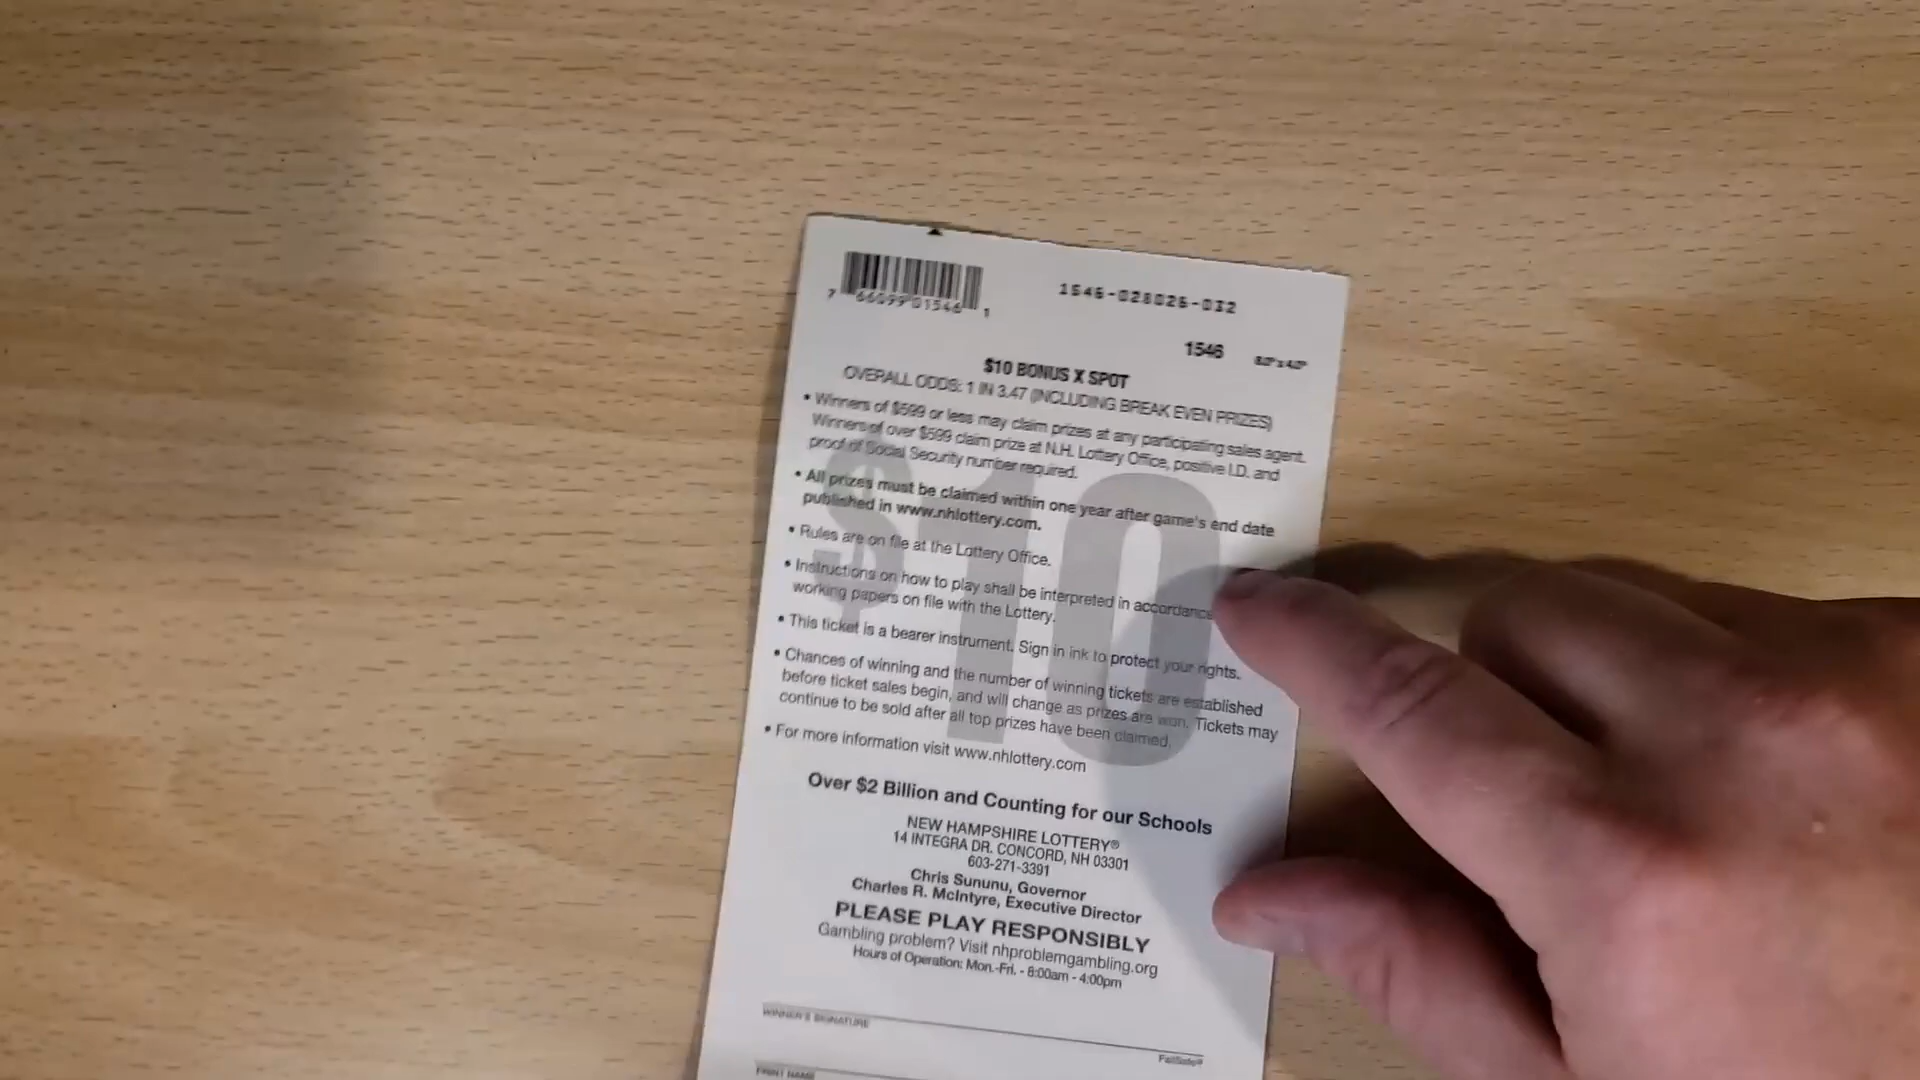 7 66099 01546 1
1546-028026-032
1546
$10 BONUS X SPOT
OVERALL ODDS: 1 IN 3.47 (INCLUDING BREAK EVEN PRIZES)
• Winners of $599 or less may claim prizes at any participating sales agent.
Winners of over $599 claim prize at N.H. Lottery Office, positive I.D. and
proof of Social Security number required.
• All prizes must be claimed within one year after game's end date
published in www.nhlottery.com.
• Rules are on file at the Lottery Office.
• Instructions on how to play shall be interpreted in accordance
working papers on file with the Lottery.
• This ticket is a bearer instrument. Sign in ink to protect your rights.
• Chances of winning and the number of winning tickets are established
before ticket sales begin, and will change as prizes are won. Tickets may
continue to be sold after all top prizes have been claimed.
• For more information visit www.nhlottery.com
$10
Over $2 Billion and Counting for our Schools
NEW HAMPSHIRE LOTTERY®
14 INTEGRA DR. CONCORD, NH 03301
603-271-3391
Chris Sununu, Governor
Charles R. McIntyre, Executive Director
PLEASE PLAY RESPONSIBLY
Gambling problem? Visit nhproblemgambling.org
Hours of Operation: Mon.-Fri. - 8:00am - 4:00pm
WINNER'S SIGNATURE
FailSafe®
PRINT NAME